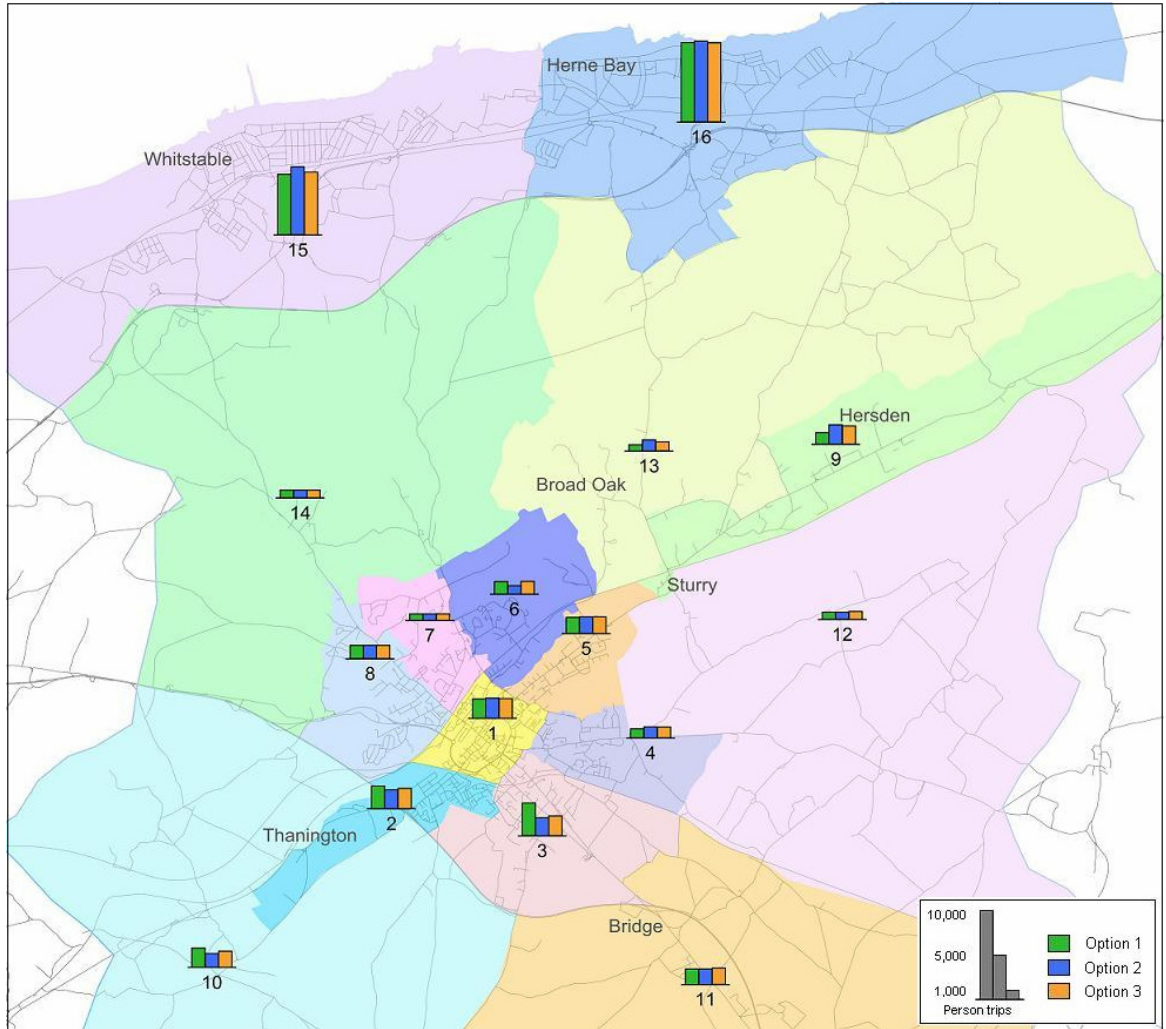 Herne Bay
16
Whitstable
15
Hersden
13
9
Broad Oak
14
Sturry
6
7
12
5
8
1
4
2
Thanington
3
Bridge
10
11
10,000
5,000
1,000
Person trips
Option 1
Option 2
Option 3